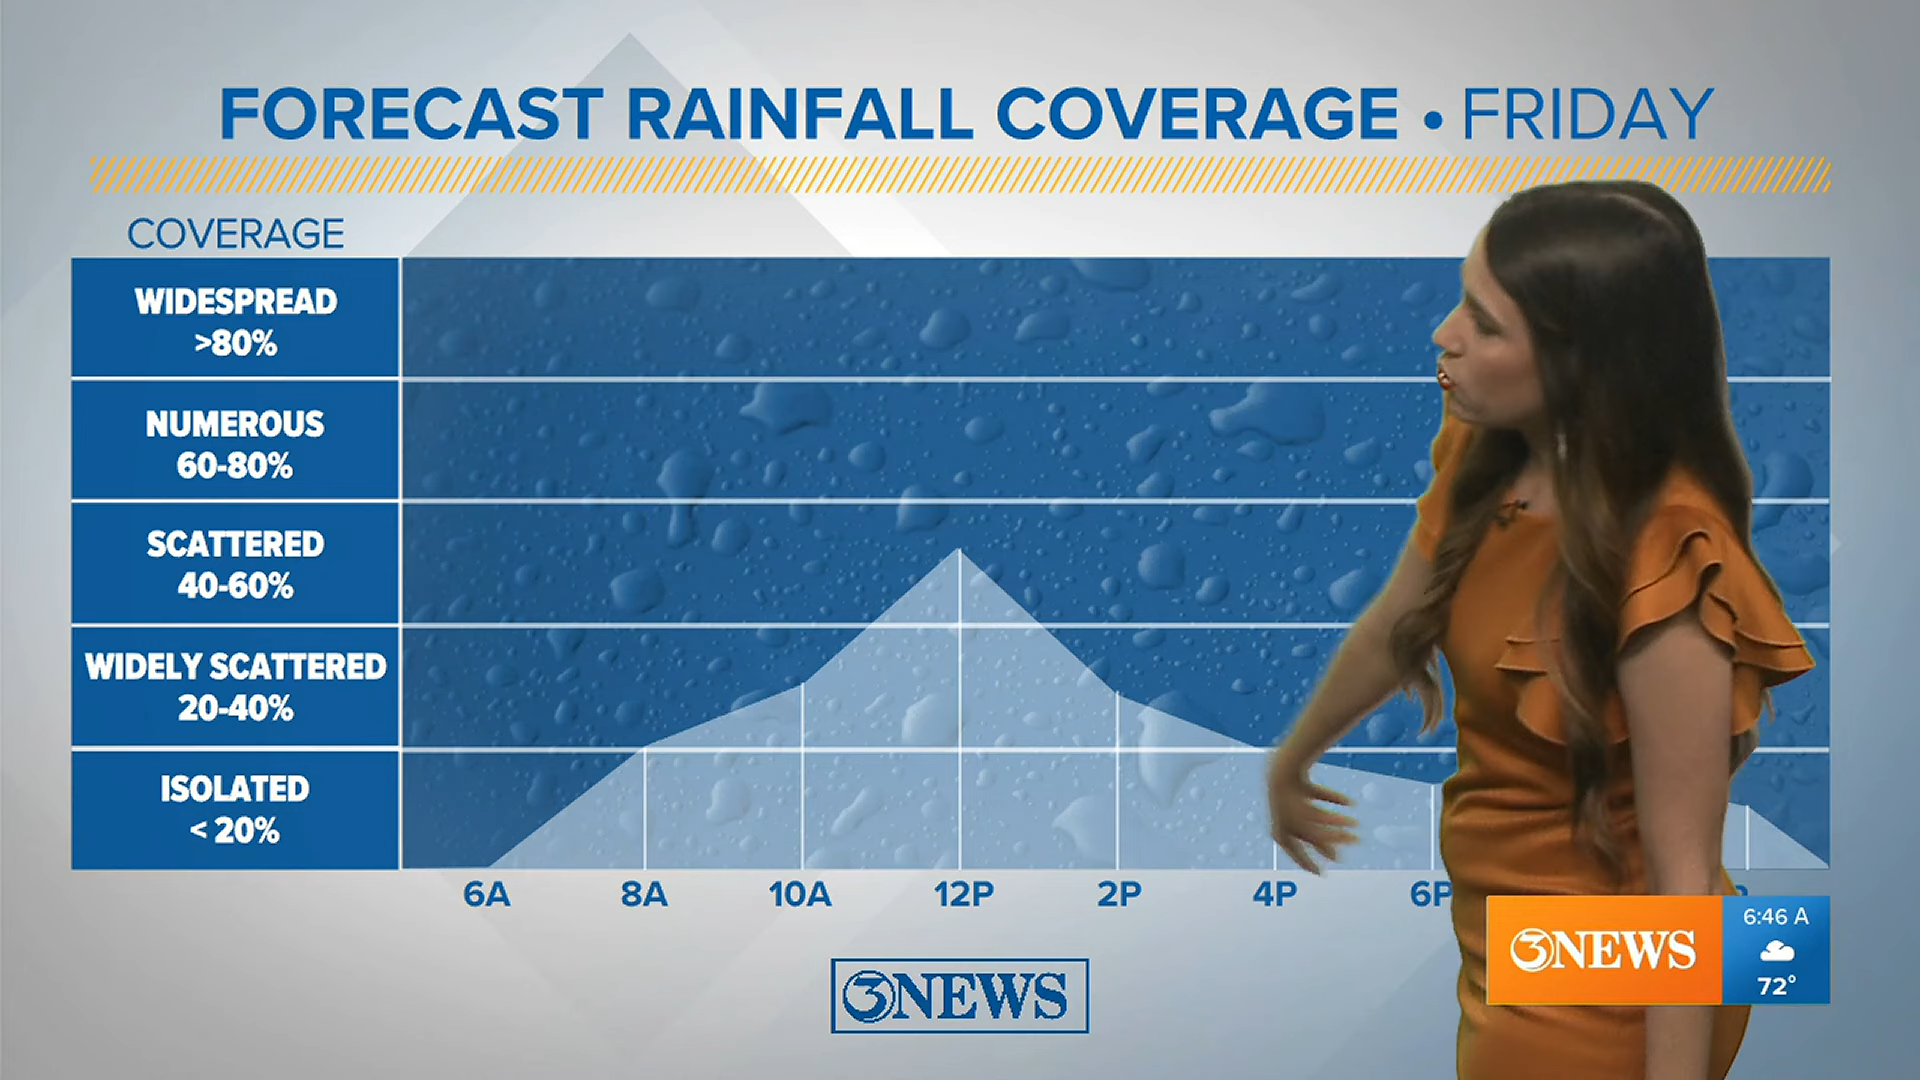 FORECAST RAINFALL COVERAGE • FRIDAY
COVERAGE
WIDESPREAD
>80%
NUMEROUS
60-80%
SCATTERED
40-60%
WIDELY SCATTERED
20-40%
ISOLATED
< 20%
6A 8A 10A 12P 2P 4P 6P
3NEWS
3NEWS
6:46 A
72°